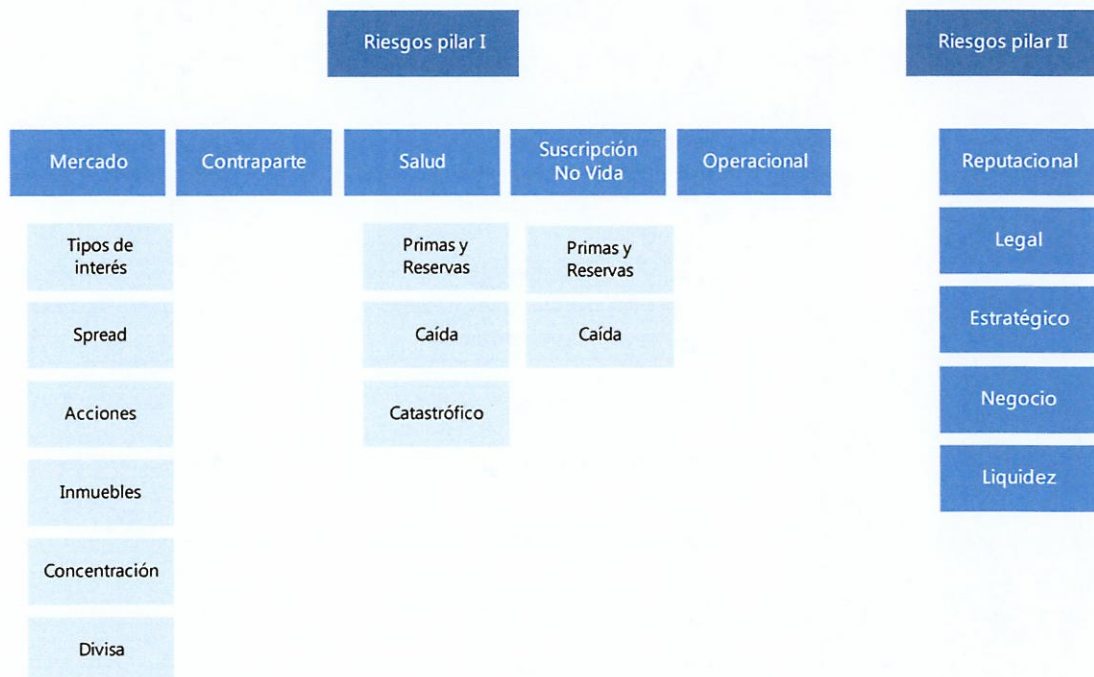 Riesgos pilar I
Riesgos pilar II
Mercado
Contraparte
Salud
Suscripción
No Vida
Operacional
Reputacional
Tipos de
interés
Primas y
Reservas
Primas y
Reservas
Legal
Spread
Caída
Caída
Estratégico
Acciones
Catastrófico
Negocio
Inmuebles
Liquidez
Concentración
Divisa